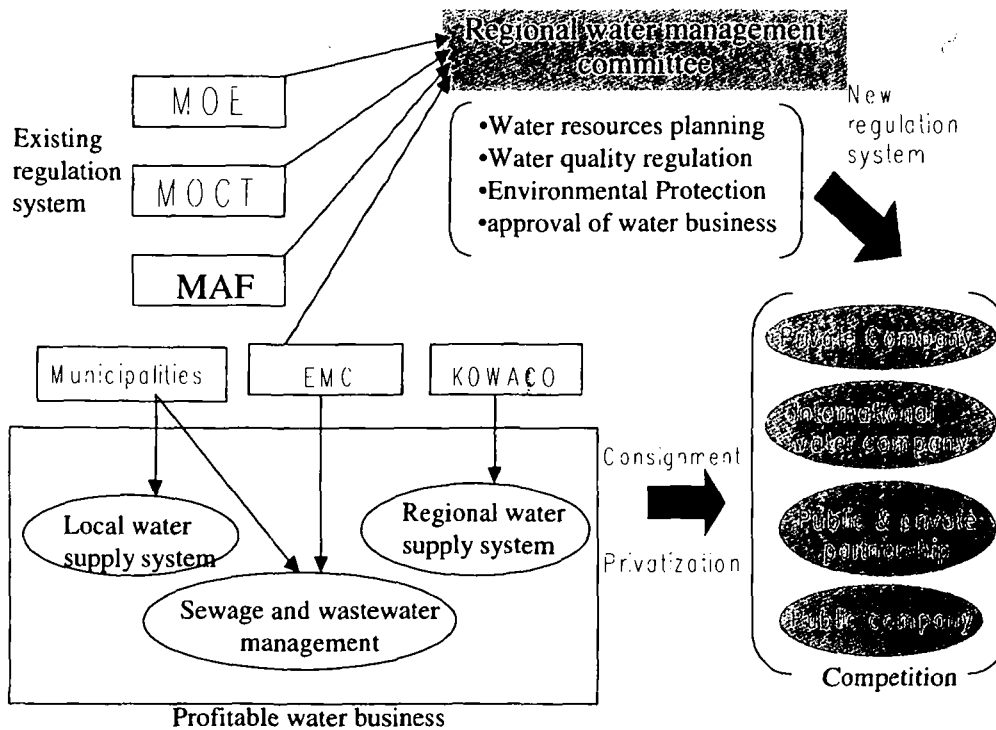 Regional water management
committee
MOE
Existing
regulation
system
MOCT
MAF
•Water resources planning
•Water quality regulation
•Environmental Protection
•approval of water business
New
regulation
system
Municipalities
EMC
KOWACO
Private Company
International
water company
Public & private
partnership
Public company
Competition
Consignment
Privatization
Local water
supply system
Regional water
supply system
Sewage and wastewater
management
Profitable water business